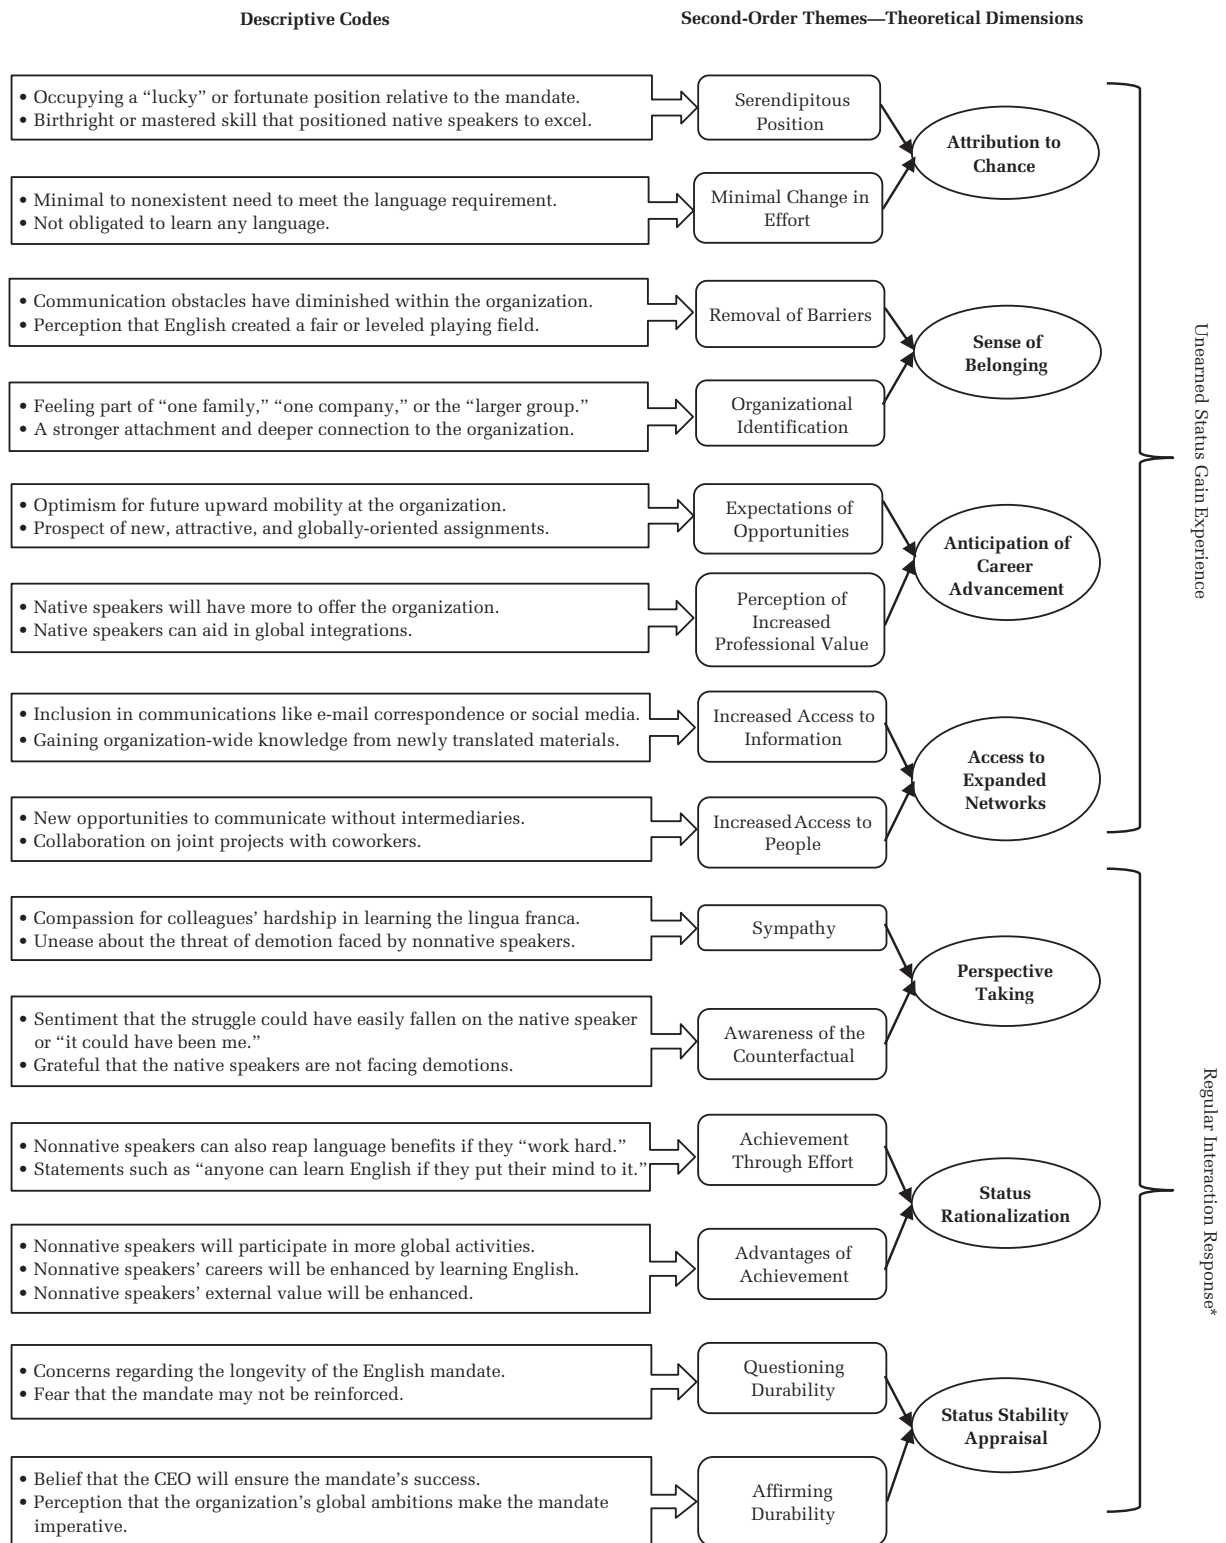 Descriptive Codes
Second-Order Themes—Theoretical Dimensions
• Occupying a “lucky” or fortunate position relative to the mandate.
• Birthright or mastered skill that positioned native speakers to excel.
Serendipitous
Position
Attribution to
Chance
• Minimal to nonexistent need to meet the language requirement.
• Not obligated to learn any language.
Minimal Change in
Effort
• Communication obstacles have diminished within the organization.
• Perception that English created a fair or leveled playing field.
Removal of Barriers
Sense of
Belonging
• Feeling part of “one family,” “one company,” or the “larger group.”
• A stronger attachment and deeper connection to the organization.
Organizational
Identification
• Optimism for future upward mobility at the organization.
• Prospect of new, attractive, and globally-oriented assignments.
Expectations of
Opportunities
Anticipation of
Career
Advancement
• Native speakers will have more to offer the organization.
• Native speakers can aid in global integrations.
Perception of
Increased
Professional Value
• Inclusion in communications like e-mail correspondence or social media.
• Gaining organization-wide knowledge from newly translated materials.
Increased Access to
Information
Access to
Expanded
Networks
• New opportunities to communicate without intermediaries.
• Collaboration on joint projects with coworkers.
Increased Access to
People
Unearned Status Gain Experience
• Compassion for colleagues’ hardship in learning the lingua franca.
• Unease about the threat of demotion faced by nonnative speakers.
Sympathy
Perspective
Taking
• Sentiment that the struggle could have easily fallen on the native speaker
or “it could have been me.”
• Grateful that the native speakers are not facing demotions.
Awareness of the
Counterfactual
• Nonnative speakers can also reap language benefits if they “work hard.”
• Statements such as “anyone can learn English if they put their mind to it.”
Achievement
Through Effort
Status
Rationalization
• Nonnative speakers will participate in more global activities.
• Nonnative speakers’ careers will be enhanced by learning English.
• Nonnative speakers’ external value will be enhanced.
Advantages of
Achievement
• Concerns regarding the longevity of the English mandate.
• Fear that the mandate may not be reinforced.
Questioning
Durability
Status Stability
Appraisal
• Belief that the CEO will ensure the mandate’s success.
• Perception that the organization’s global ambitions make the mandate
imperative.
Affirming
Durability
Regular Interaction Response*